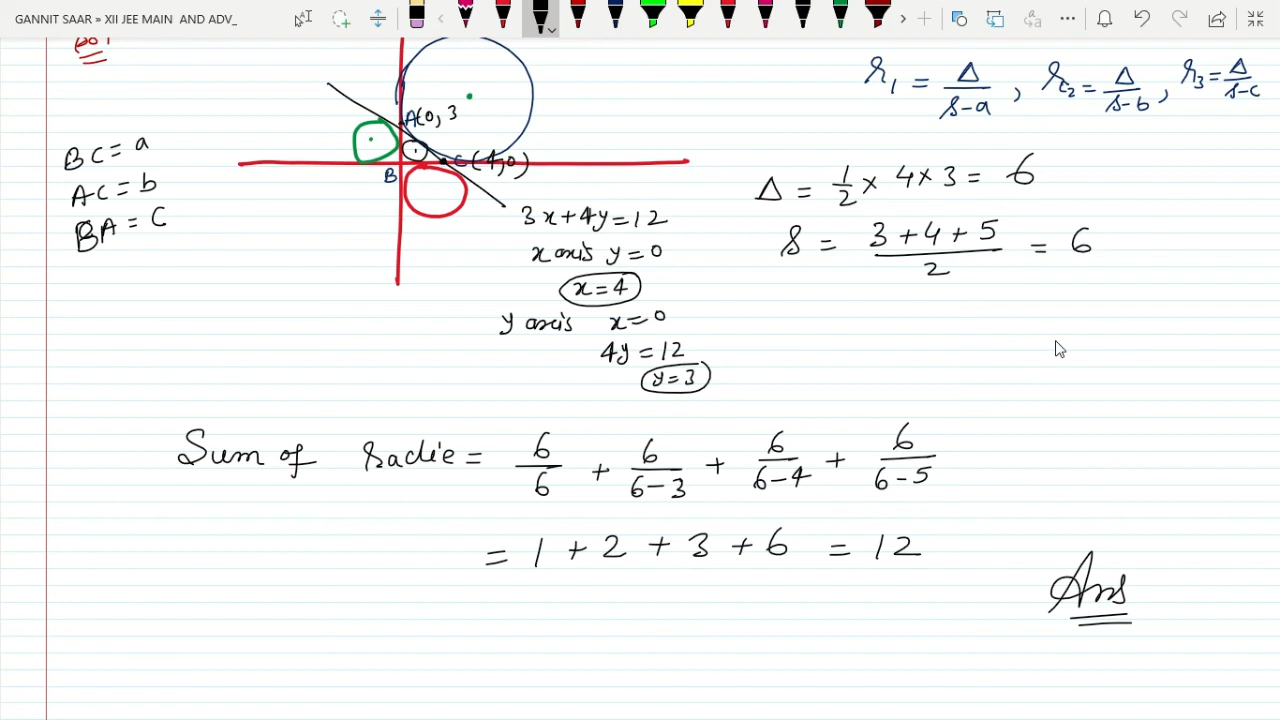 GANNIT SAAR » XII JEE MAIN AND ADV_
Sol
A(0, 3
C(4,0)
B
BC = a
AC = b
BA = C
3x+4y=12
x axis y=0
x=4
y axis x=0
4y=12
y=3
r₁ = Δ/(s-a) , r₂ = Δ/(s-b) , r₃ = Δ/(s-c
Δ = 1/2 × 4×3 = 6
S = (3+4+5)/2 = 6
Sum of radie = 6/6 + 6/(6-3) + 6/(6-4) + 6/(6-5)
= 1 + 2 + 3 + 6 = 12
Ans